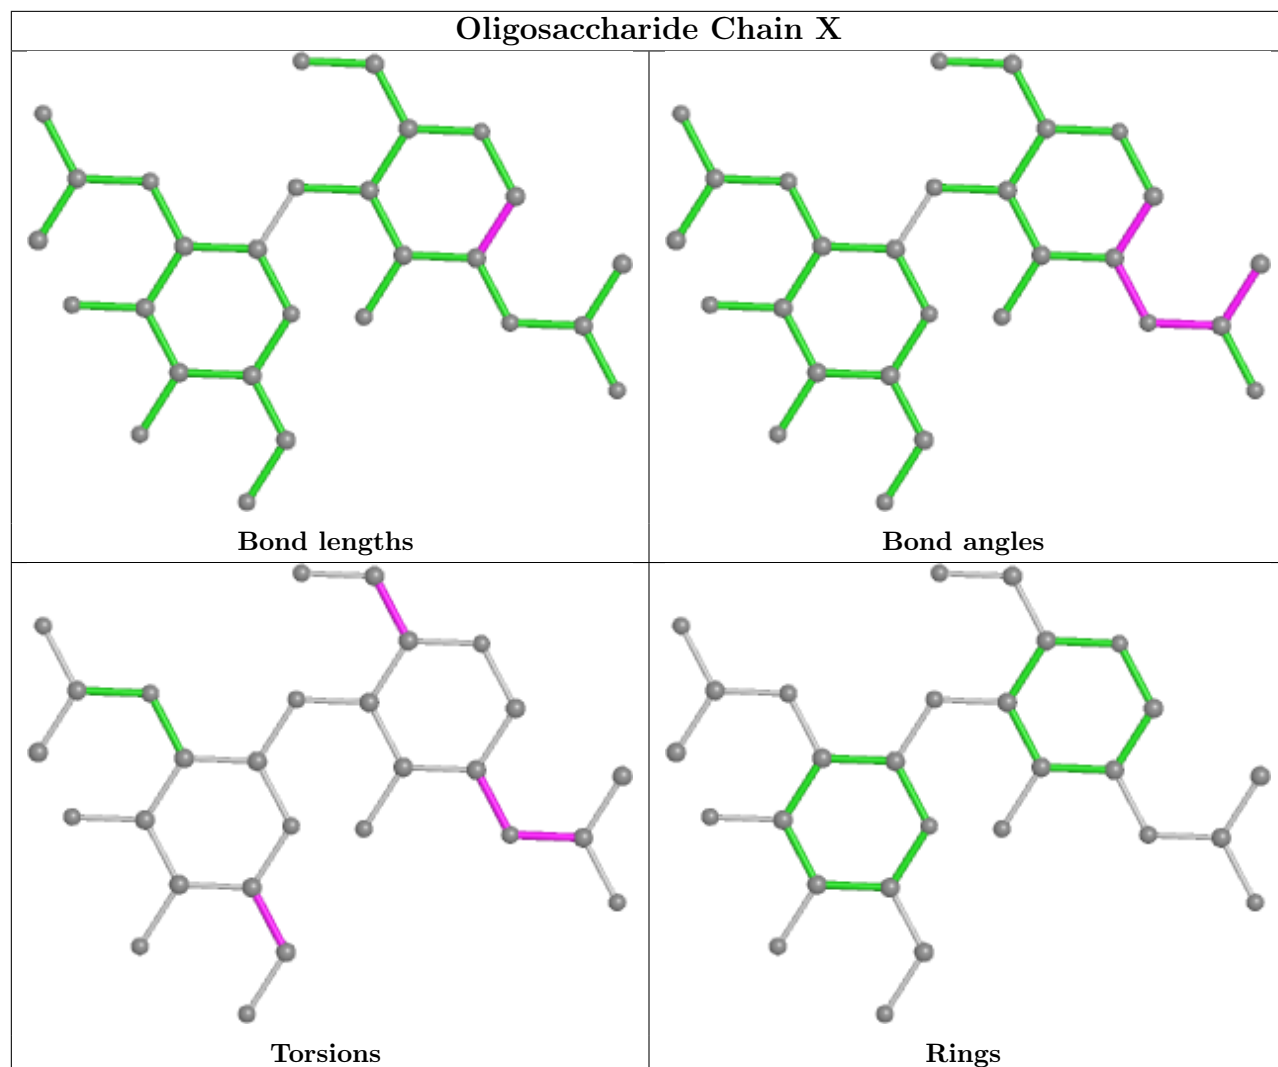 Oligosaccharide Chain X
Bond lengths
Bond angles
Torsions
Rings